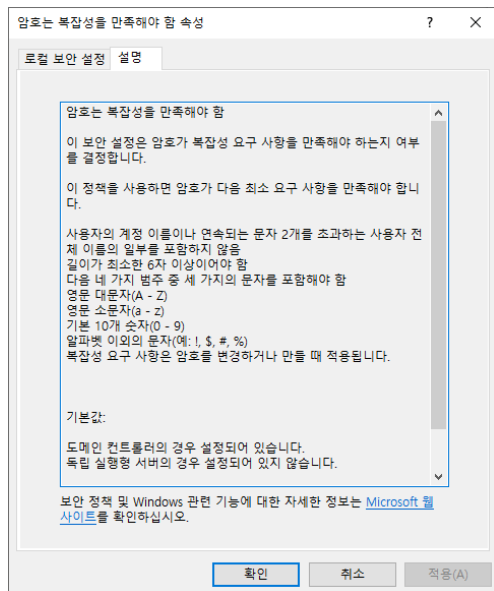 암호는 복잡성을 만족해야 함 속성
로컬 보안 설정 설명
암호는 복잡성을 만족해야 함
이 보안 설정은 암호가 복잡성 요구 사항을 만족해야 하는지 여부
를 결정합니다.
이 정책을 사용하면 암호가 다음 최소 요구 사항을 만족해야 합니
다.
사용자의 계정 이름이나 연속되는 문자 2개를 초과하는 사용자 전
체 이름의 일부를 포함하지 않음
길이가 최소한 6자 이상이어야 함
다음 네 가지 범주 중 세 가지의 문자를 포함해야 함
영문 대문자(A - Z)
영문 소문자(a - z)
기본 10개 숫자(0 - 9)
알파벳 이외의 문자(예: !, $, #, %)
복잡성 요구 사항은 암호를 변경하거나 만들 때 적용됩니다.
기본값:
도메인 컨트롤러의 경우 설정되어 있습니다.
독립 실행형 서버의 경우 설정되어 있지 않습니다.
보안 정책 및 Windows 관련 기능에 대한 자세한 정보는 Microsoft 웹
사이트를 확인하십시오.
확인 취소 적용(A)